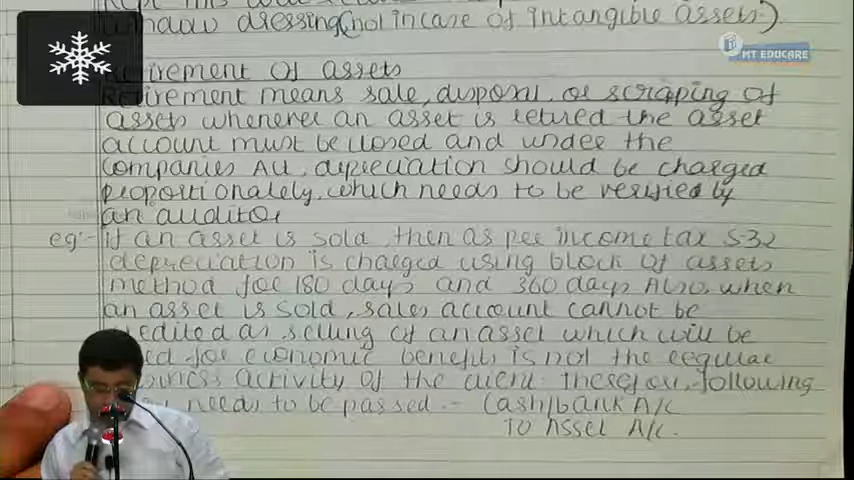 window dressing (not in case of intangible assets.)
MT EDUCARE
Retirement of assets
Retirement means sale, disposal, or scraping of
assets whenever an asset is retired the asset
account must be closed and under the
Companies Act, depreciation should be charged
proportionately, which needs to be verified by
an auditor
eg:- If an asset is sold, then as per income tax S-32
depreciation is charged using block of assets
method for 180 days and 360 days Also, when
an asset is sold, sales account cannot be
credited as selling of an asset which will be
for economic benefits is not the regular
activity of the client. Therefore, following
needs to be passed. - Cash/bank A/c
To Asset A/c.